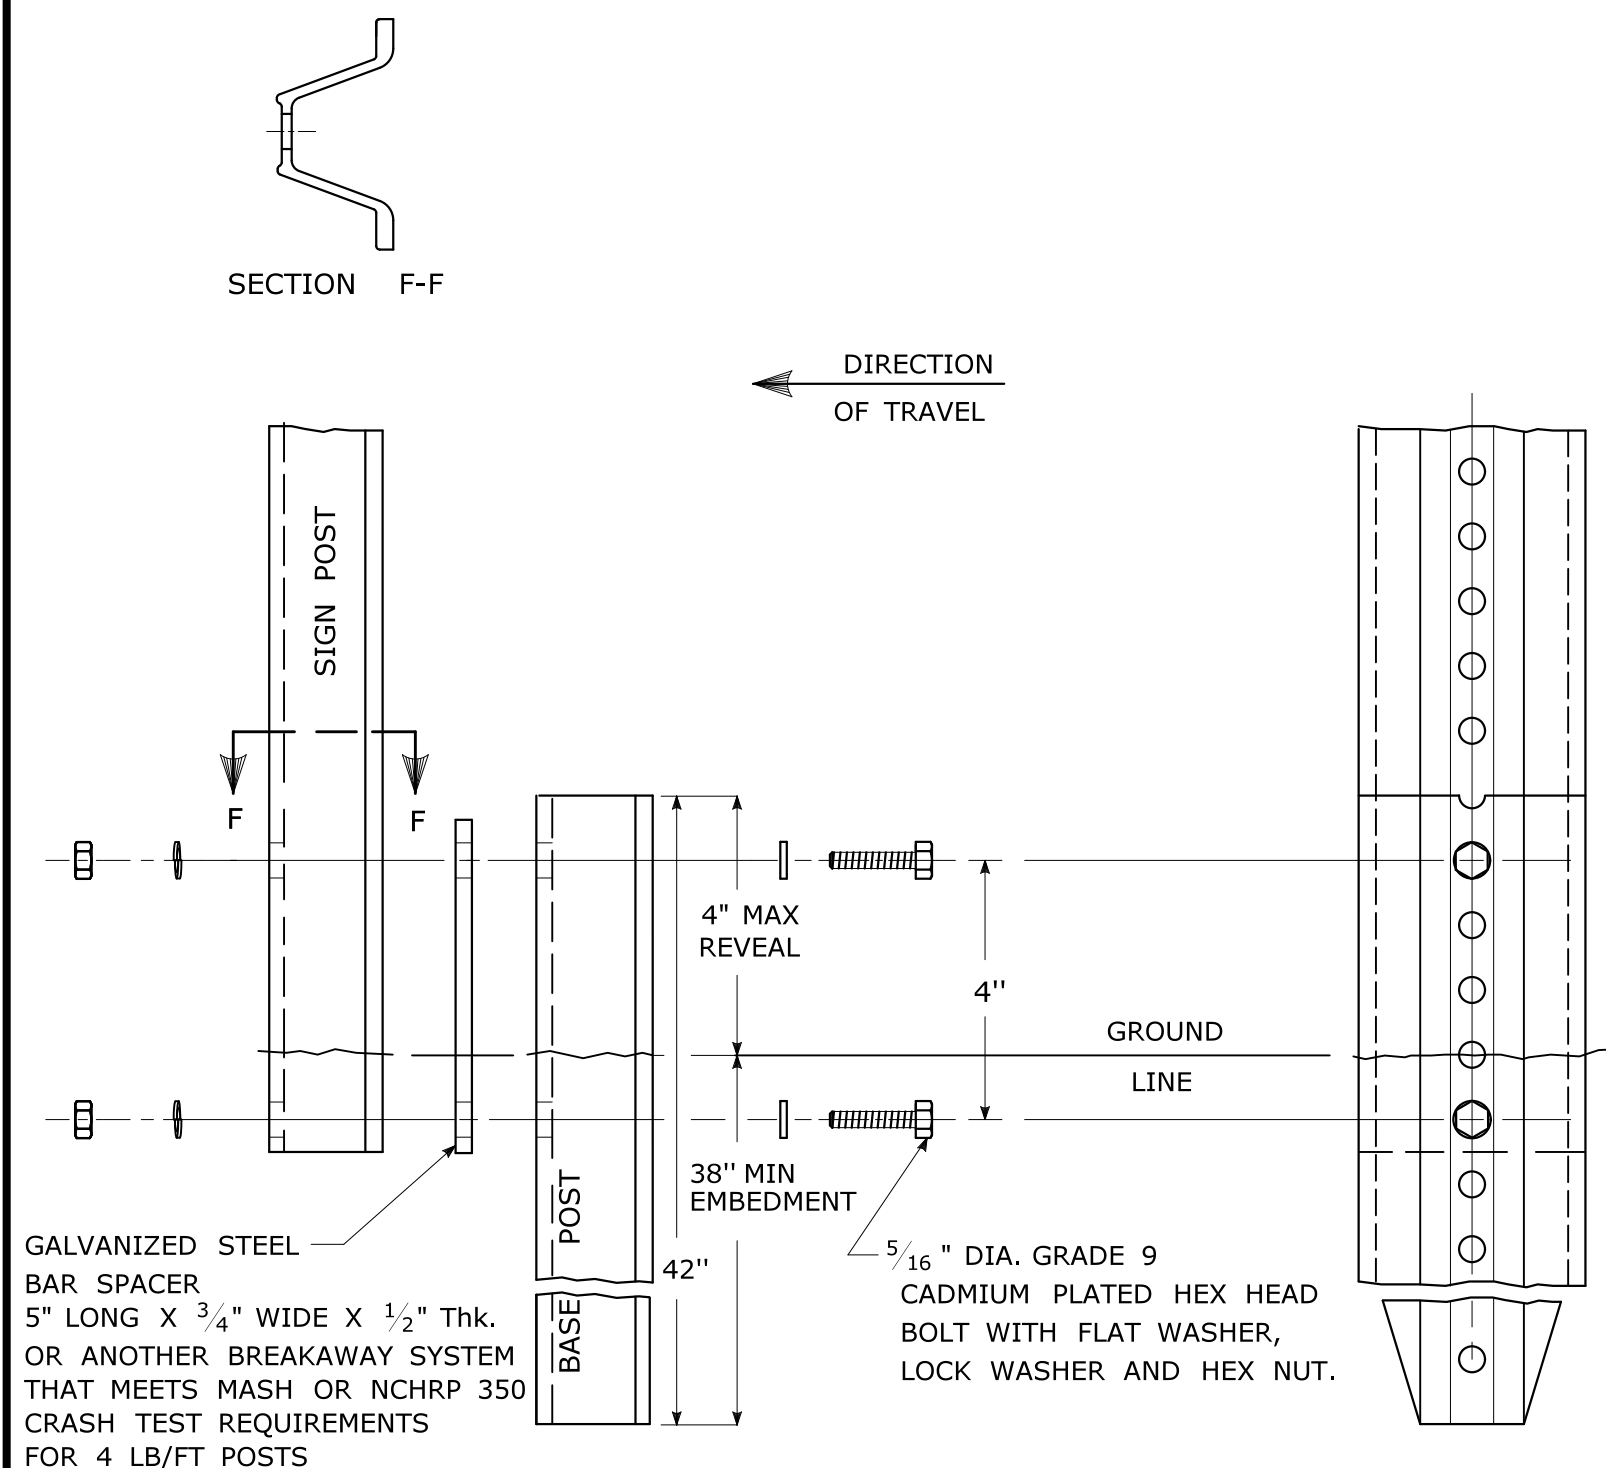 SECTION F-F
DIRECTION
OF TRAVEL
SIGN POST
F
F
4" MAX
REVEAL
4''
GROUND
LINE
38'' MIN
EMBEDMENT
42''
BASE POST
GALVANIZED STEEL
BAR SPACER
5" LONG X 3/4" WIDE X 1/2" Thk.
OR ANOTHER BREAKAWAY SYSTEM
THAT MEETS MASH OR NCHRP 350
CRASH TEST REQUIREMENTS
FOR 4 LB/FT POSTS
5/16 " DIA. GRADE 9
CADMIUM PLATED HEX HEAD
BOLT WITH FLAT WASHER,
LOCK WASHER AND HEX NUT.